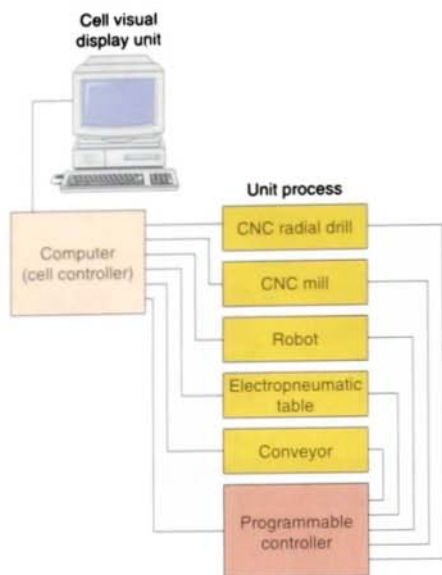 Cell visual
display unit
Unit process
Computer
(cell controller)
CNC radial drill
CNC mill
Robot
Electropneumatic
table
Conveyor
Programmable
controller